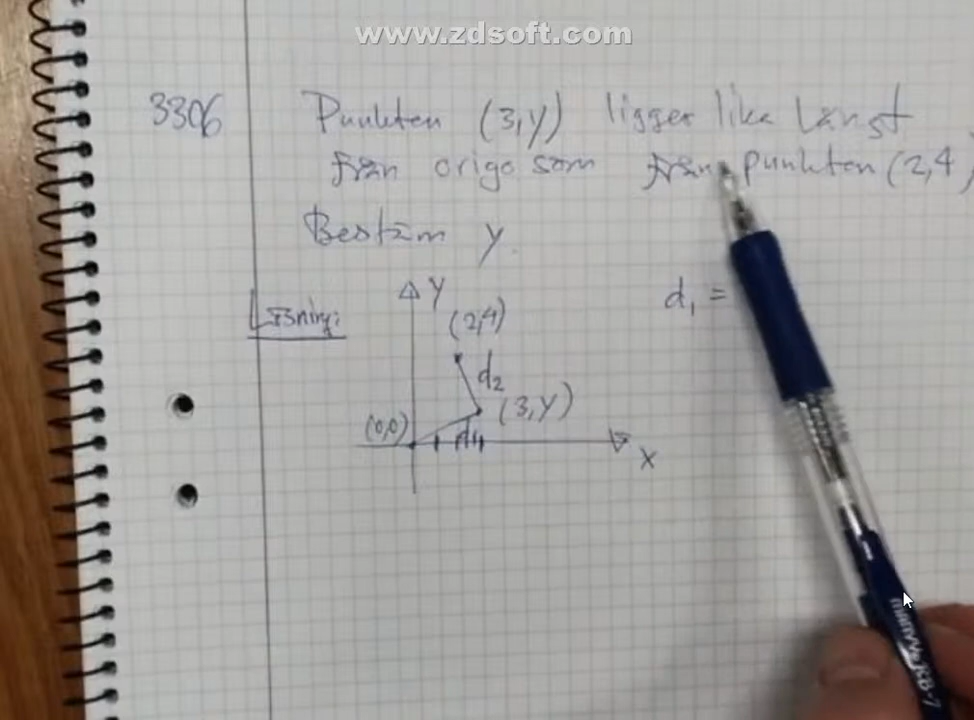 www.zdsoft.com
3306 Punkten (3,y) ligger lika långt
från origo som från punkten (2,4)
Bestäm y.
Lösning:
y
(2,4)
d₁ =
d₂
(3,y)
(0,0)
d₁
x